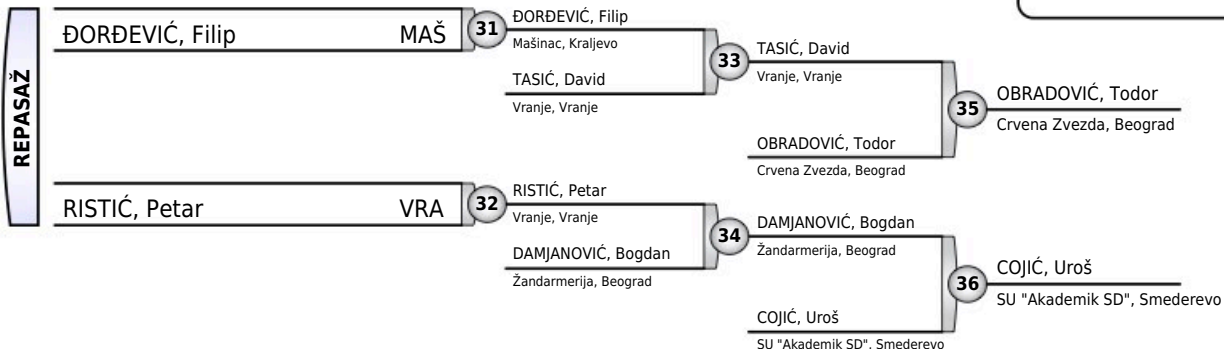 REPASAŽ
ĐORĐEVIĆ, Filip MAŠ
31
ĐORĐEVIĆ, Filip
Mašinac, Kraljevo
TASIĆ, David
Vranje, Vranje
33
TASIĆ, David
Vranje, Vranje
OBRADOVIĆ, Todor
Crvena Zvezda, Beograd
35
OBRADOVIĆ, Todor
Crvena Zvezda, Beograd
RISTIĆ, Petar VRA
32
RISTIĆ, Petar
Vranje, Vranje
DAMJANOVIĆ, Bogdan
Žandarmerija, Beograd
34
DAMJANOVIĆ, Bogdan
Žandarmerija, Beograd
COJIĆ, Uroš
SU "Akademik SD", Smederevo
36
COJIĆ, Uroš
SU "Akademik SD", Smederevo